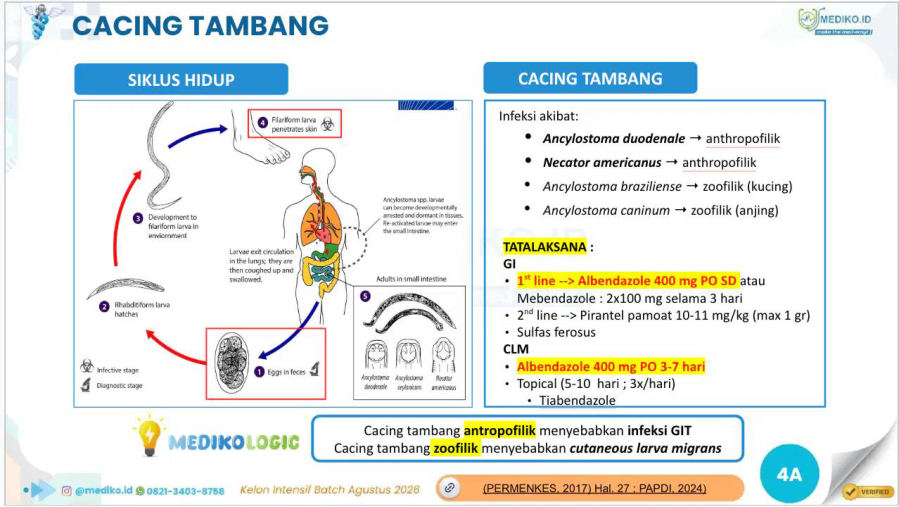 CACING TAMBANG
MEDIKO.ID
SIKLUS HIDUP
4 Filariform larva
penetrates skin
3 Development to
filariform larva in
enviornment
Ancylostoma spp. larvae
can become developmentally
arrested and dormant in tissues.
Re-activated larvae may enter
the small intestine.
Larvae exit circulation
in the lungs; they are
then coughed up and
swallowed.
2 Rhabditiform larva
hatches
Adults in small intestine
5
Ancylostoma
duodenale
Ancylostoma
ceylanicum
Necator
americanus
1 Eggs in feces
Infective stage
Diagnostic stage
CACING TAMBANG
Infeksi akibat:
• Ancylostoma duodenale → anthropofilik
• Necator americanus → anthropofilik
• Ancylostoma braziliense → zoofilik (kucing)
• Ancylostoma caninum → zoofilik (anjing)
TATALAKSANA :
GI
• 1st line --> Albendazole 400 mg PO SD atau
Mebendazole : 2x100 mg selama 3 hari
• 2nd line --> Pirantel pamoat 10-11 mg/kg (max 1 gr)
• Sulfas ferosus
CLM
• Albendazole 400 mg PO 3-7 hari
• Topical (5-10 hari ; 3x/hari)
• Tiabendazole
MEDIKOLOGIC
Cacing tambang antropofilik menyebabkan infeksi GIT
Cacing tambang zoofilik menyebabkan cutaneous larva migrans
4A
@mediko.id 0821-3403-8758
Kelon Intensif Batch Agustus 2026
(PERMENKES, 2017) Hal. 27 ; PAPDI, 2024)
VERIFIED